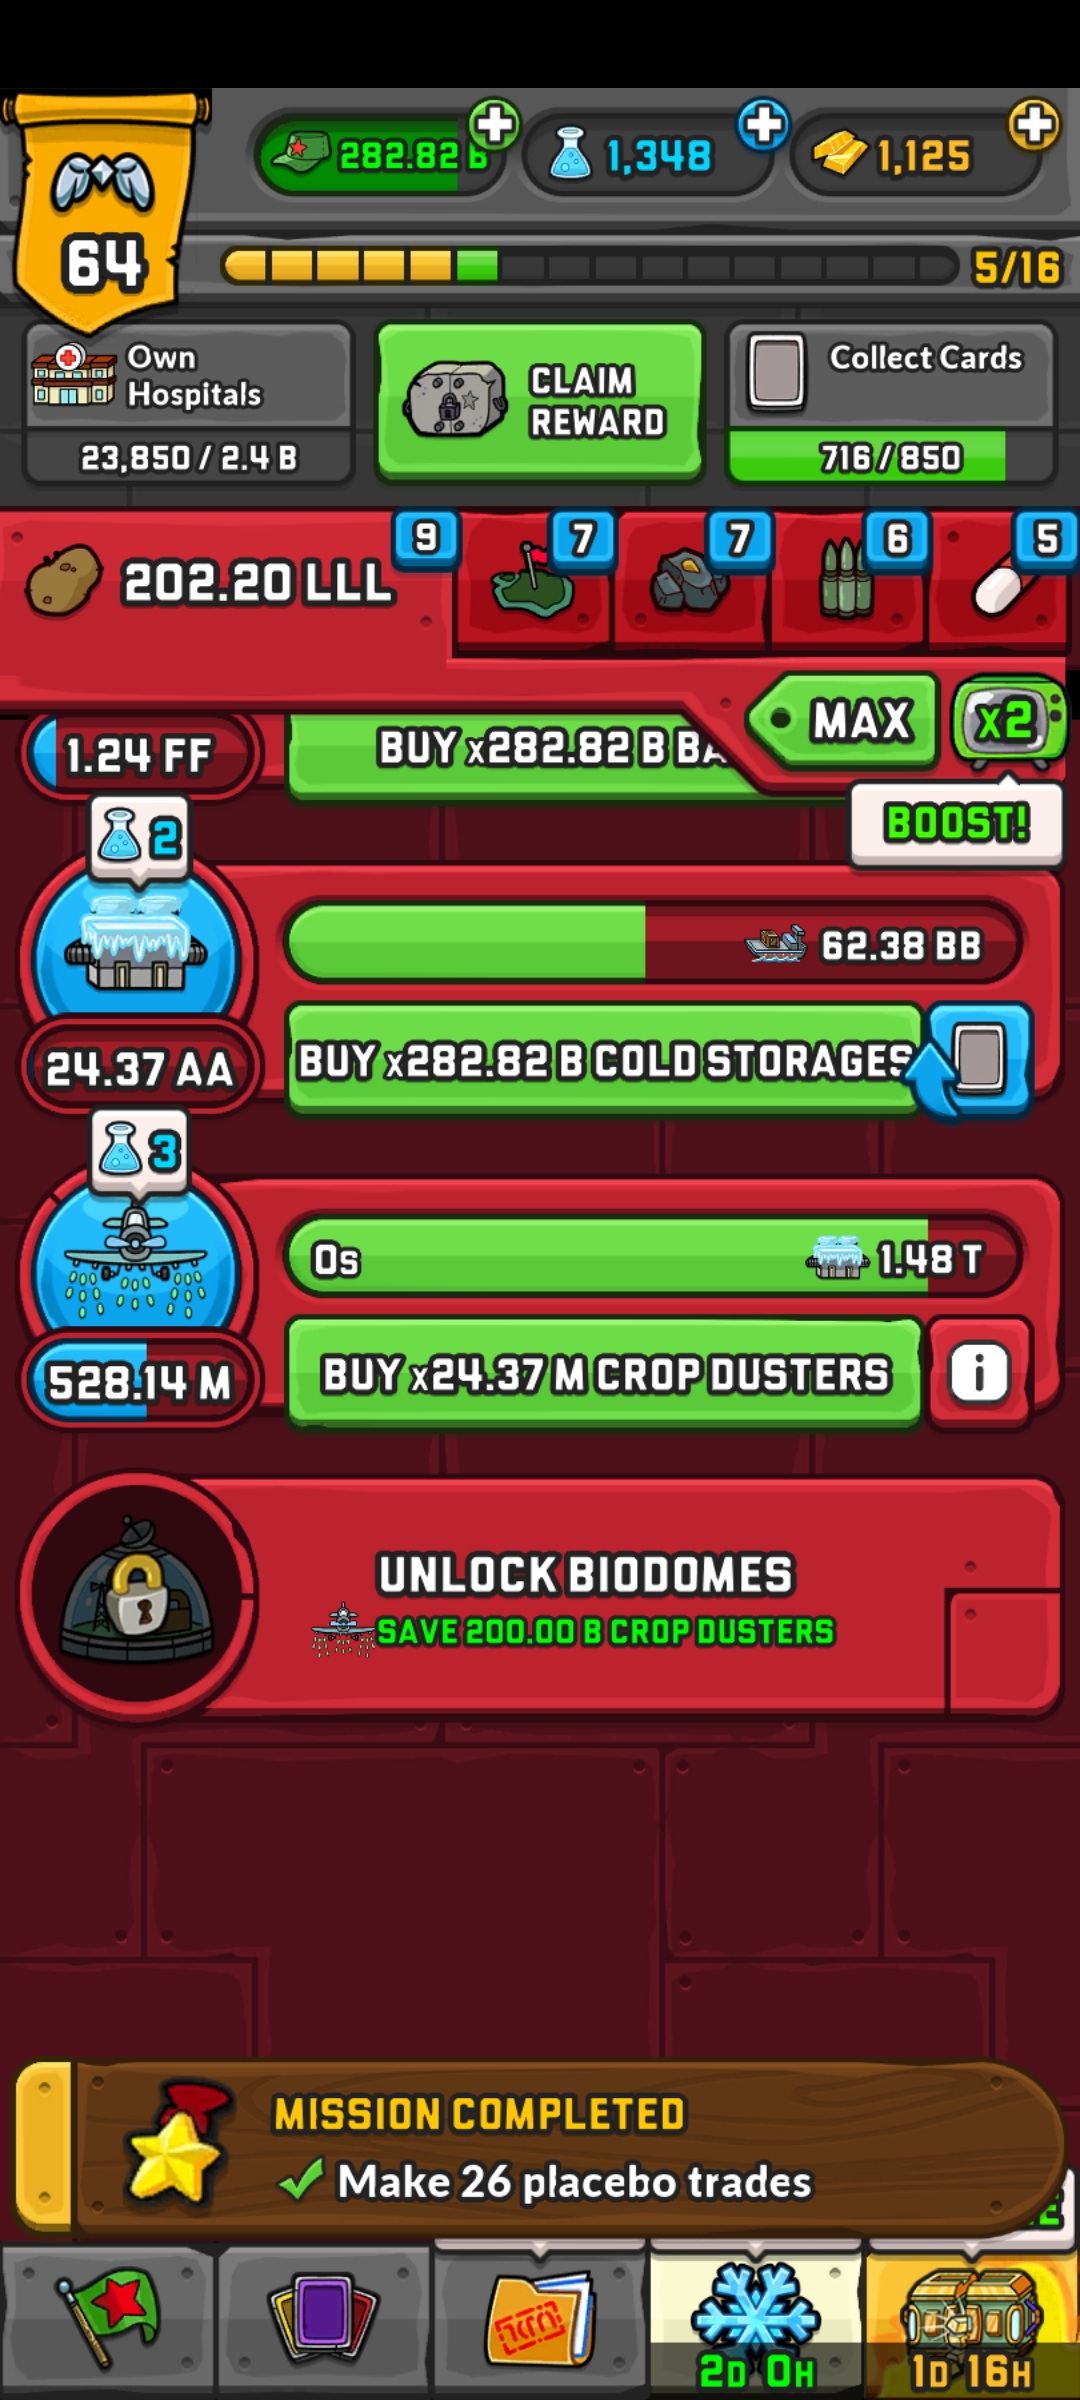 282.82 B
1,348
1,125
64
5/16
Own
Hospitals
23,850 / 2.4 B
CLAIM
REWARD
Collect Cards
716 / 850
202.20 LLL
9
7
7
6
5
MAX
x2
BOOST!
1.24 FF
BUY x282.82 B BA
2
62.38 BB
24.37 AA
BUY x282.82 B COLD STORAGES
3
0s
1.48 T
528.14 M
BUY x24.37 M CROP DUSTERS
i
UNLOCK BIODOMES
SAVE 200.00 B CROP DUSTERS
MISSION COMPLETED
Make 26 placebo trades
2D 0H
1D 16H